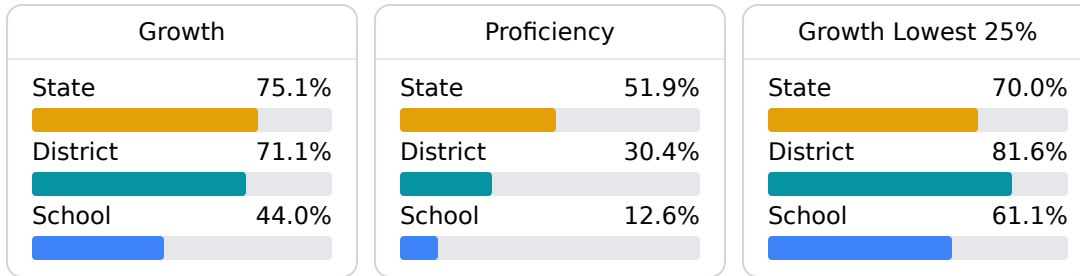 Growth
State 75.1%
District 71.1%
School 44.0%
Proficiency
State 51.9%
District 30.4%
School 12.6%
Growth Lowest 25%
State 70.0%
District 81.6%
School 61.1%